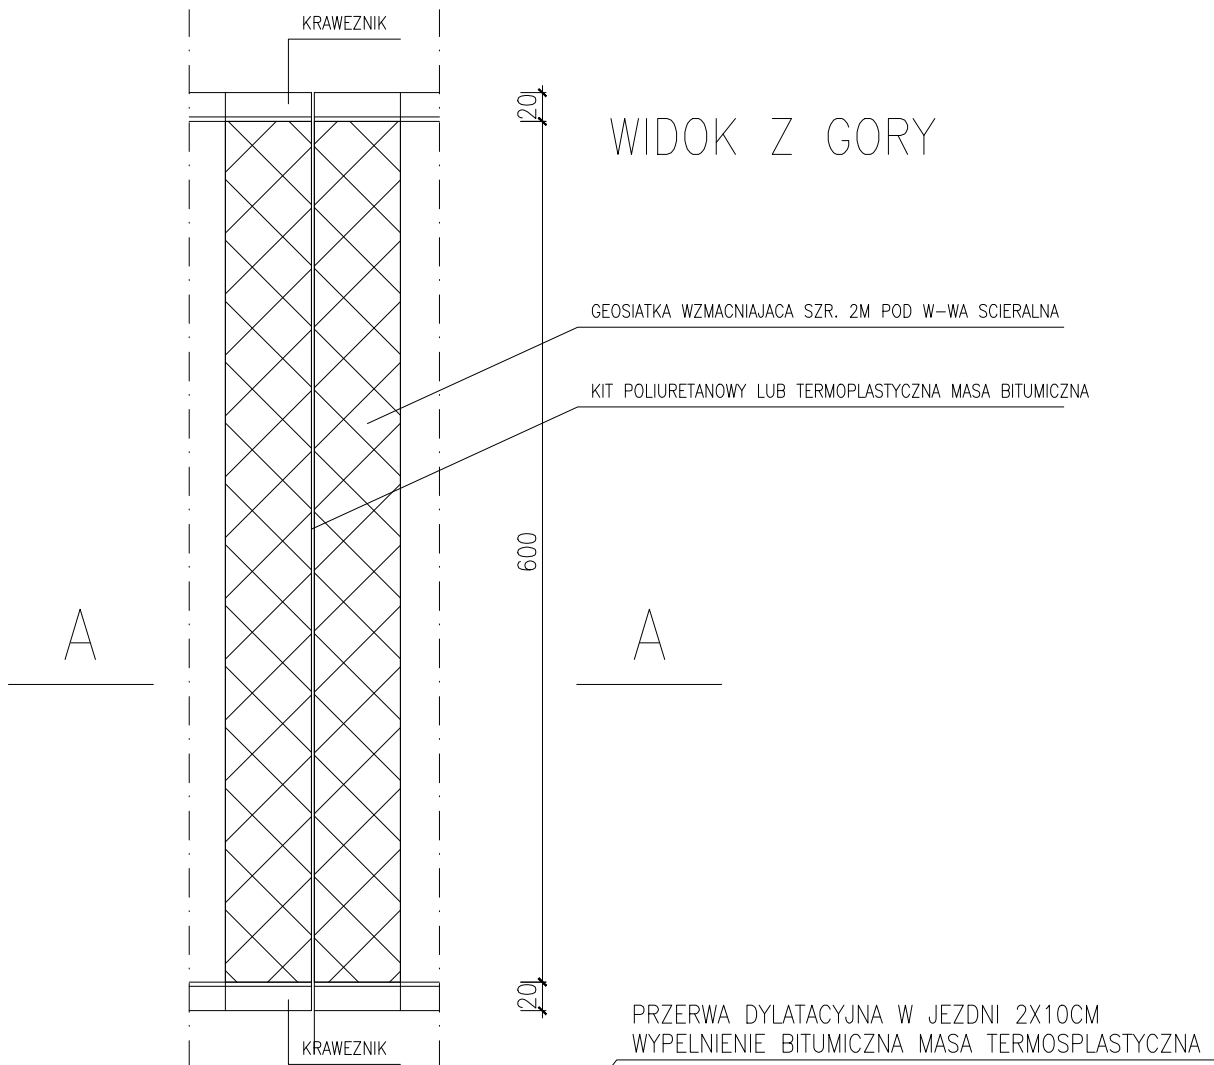 KRAWEZNIK
20
WIDOK Z GORY
GEOSIATKA WZMACNIAJACA SZR. 2M POD W-WA SCIERALNA
KIT POLIURETANOWY LUB TERMOPLASTYCZNA MASA BITUMICZNA
600
A
A
20
PRZERWA DYLATACYJNA W JEZDNI 2X10CM
WYPELNIENIE BITUMICZNA MASA TERMOSPLASTYCZNA
KRAWEZNIK